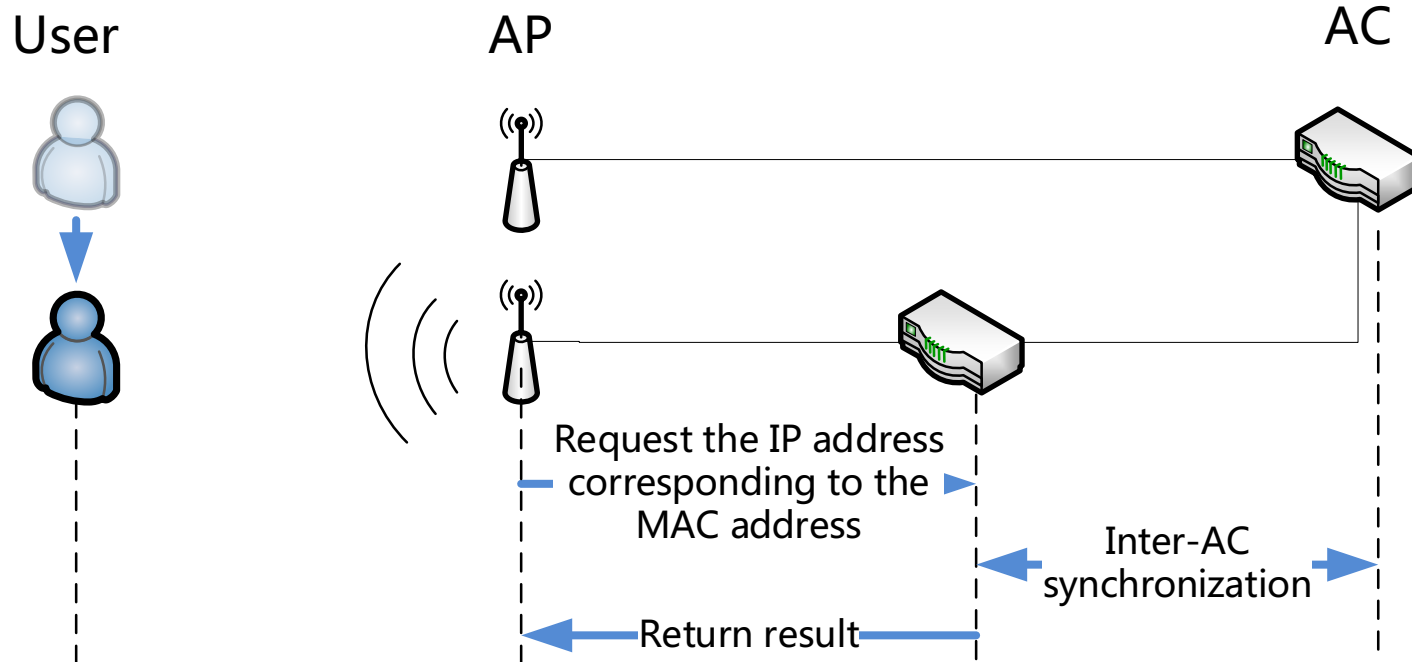 User
AP
AC
Request the IP address
corresponding to the
MAC address
Inter-AC
synchronization
Return result